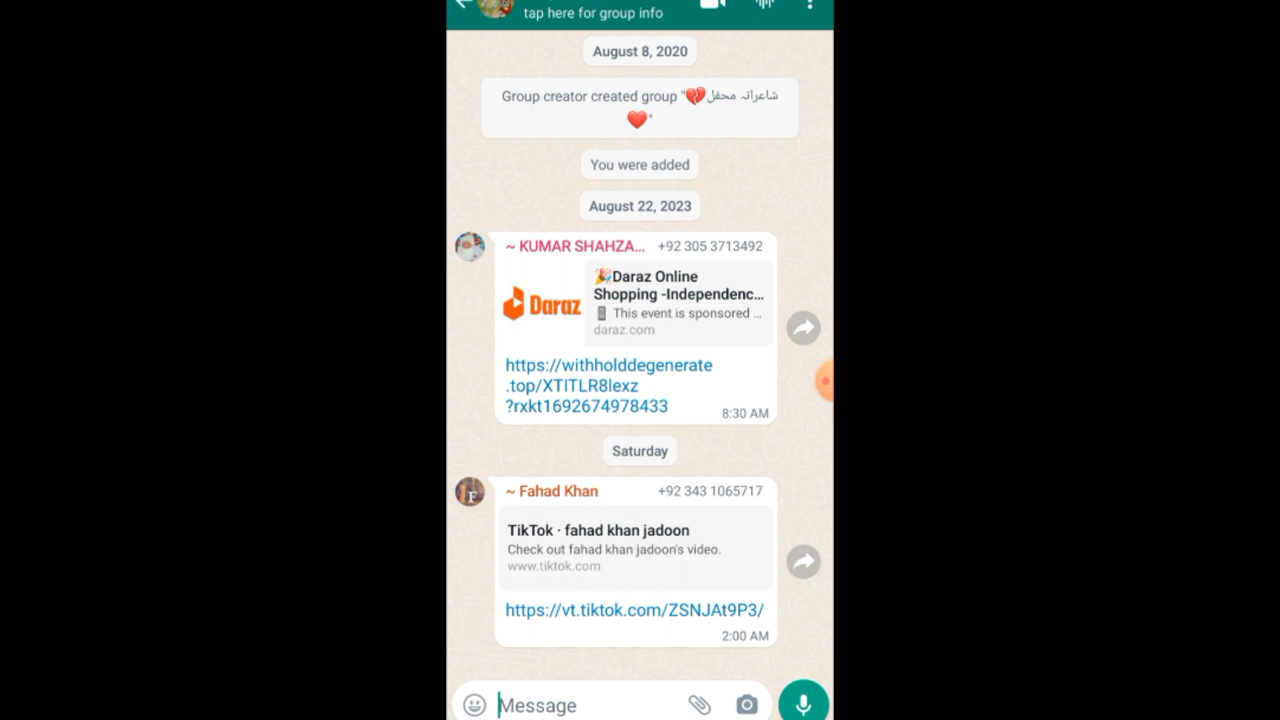 tap here for group info
August 8, 2020
Group creator created group "💔شاعرانہ محفل
❤️"
You were added
August 22, 2023
~ KUMAR SHAHZA... +92 305 3713492
🎉Daraz Online
Shopping -Independenc...
Daraz
📱 This event is sponsored ...
daraz.com
https://withholddegenerate
.top/XTITLR8lexz
?rxkt1692674978433
8:30 AM
Saturday
F
~ Fahad Khan +92 343 1065717
TikTok · fahad khan jadoon
Check out fahad khan jadoon's video.
www.tiktok.com
https://vt.tiktok.com/ZSNJAt9P3/
2:00 AM
Message